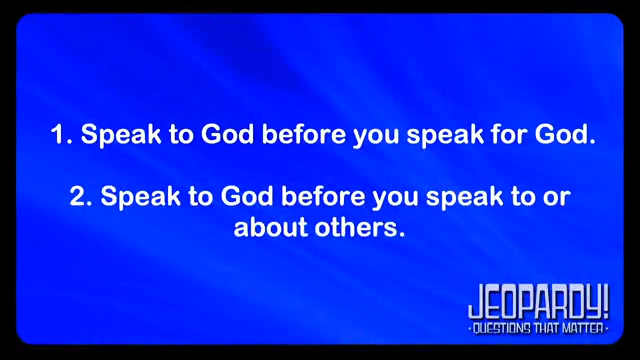 1. Speak to God before you speak for God.
2. Speak to God before you speak to or
about others.
JEOPARDY!
·QUESTIONS THAT MATTER·